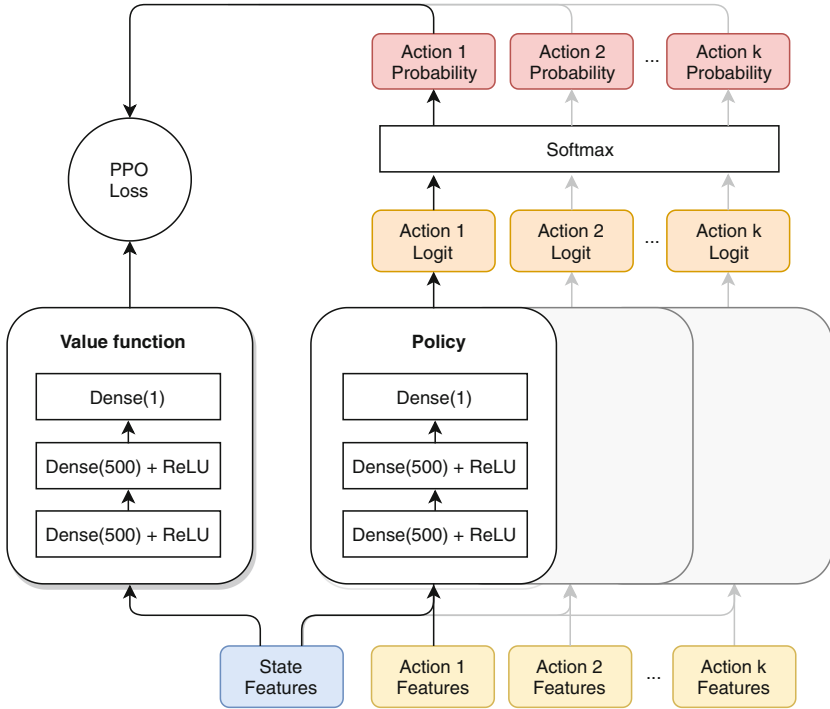 Action 1
Probability
Action 2
Probability
...
Action k
Probability
PPO
Loss
Softmax
Action 1
Logit
Action 2
Logit
...
Action k
Logit
Value function
Dense(1)
Dense(500) + ReLU
Dense(500) + ReLU
Policy
Dense(1)
Dense(500) + ReLU
Dense(500) + ReLU
State
Features
Action 1
Features
Action 2
Features
...
Action k
Features